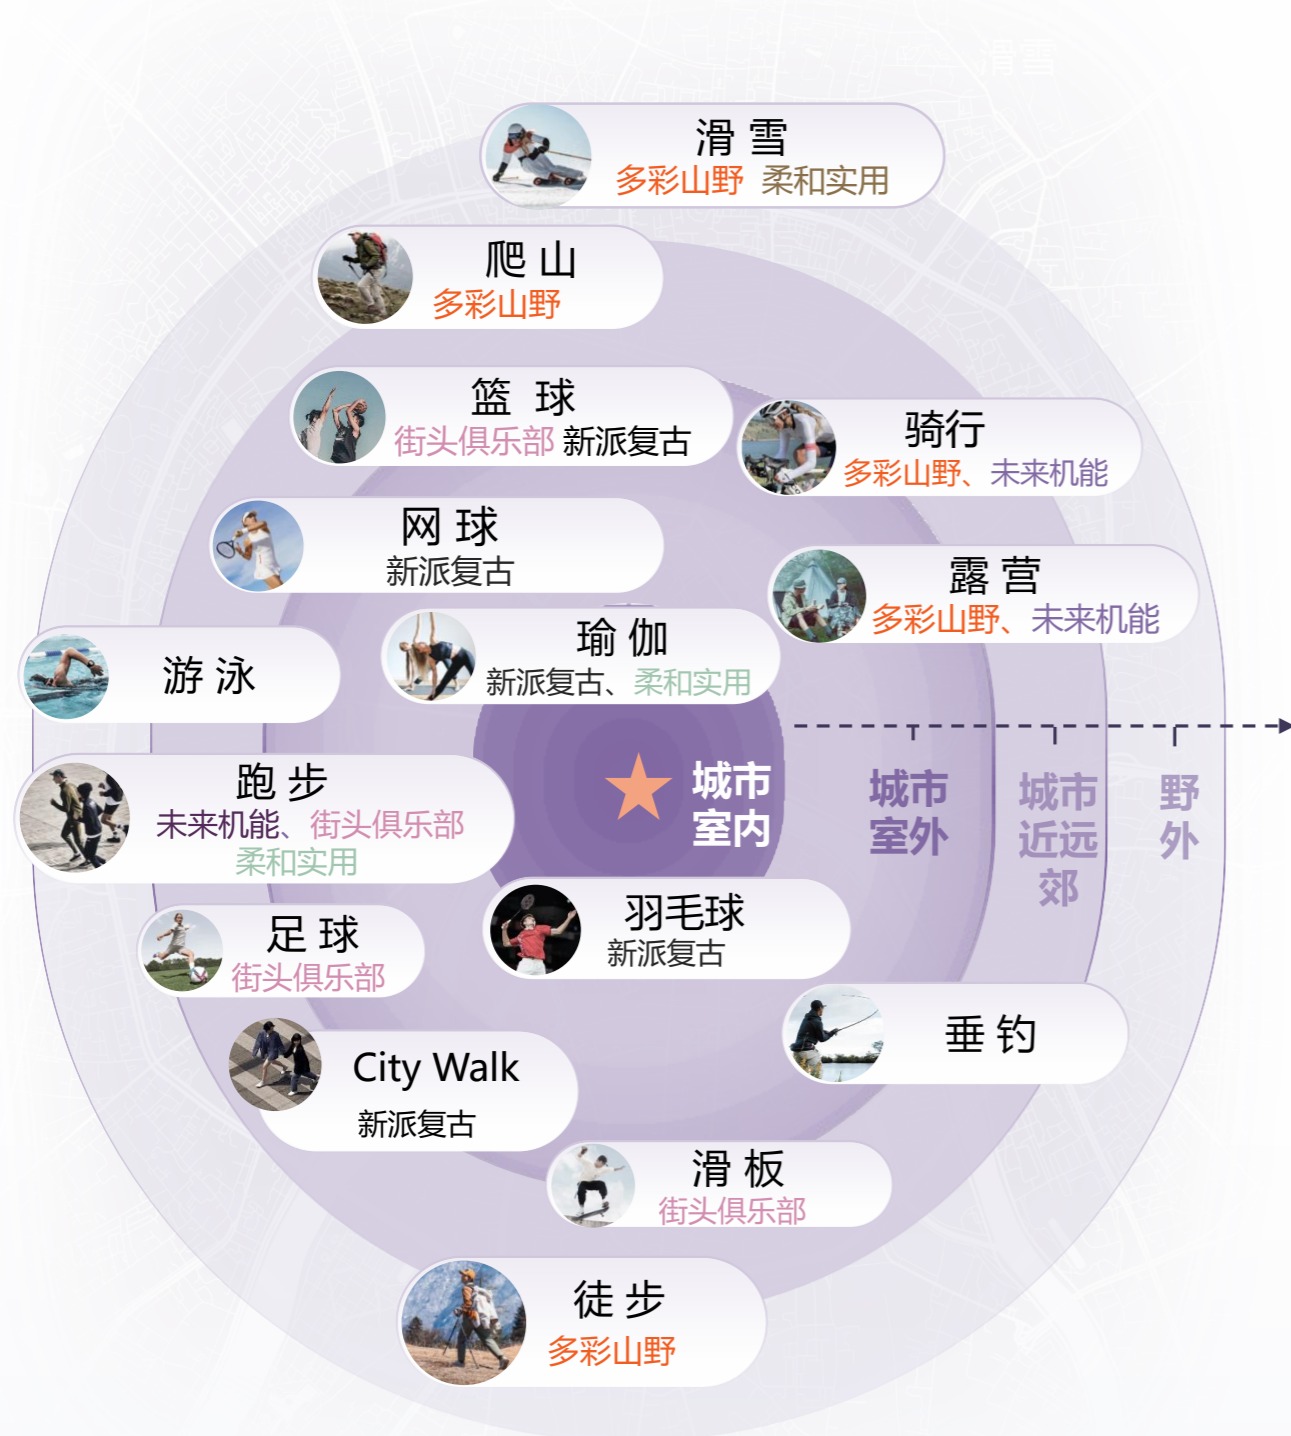 滑雪
滑 雪
多彩山野 柔和实用
爬 山
多彩山野
篮 球
街头俱乐部 新派复古
骑行
多彩山野、未来机能
网 球
新派复古
露 营
多彩山野、未来机能
瑜 伽
新派复古、柔和实用
游 泳
跑 步
未来机能、街头俱乐部
柔和实用
城市
室内
城市
室外
城市
近远
郊
野
外
羽毛球
新派复古
足 球
街头俱乐部
垂 钓
City Walk
新派复古
滑 板
街头俱乐部
徒 步
多彩山野